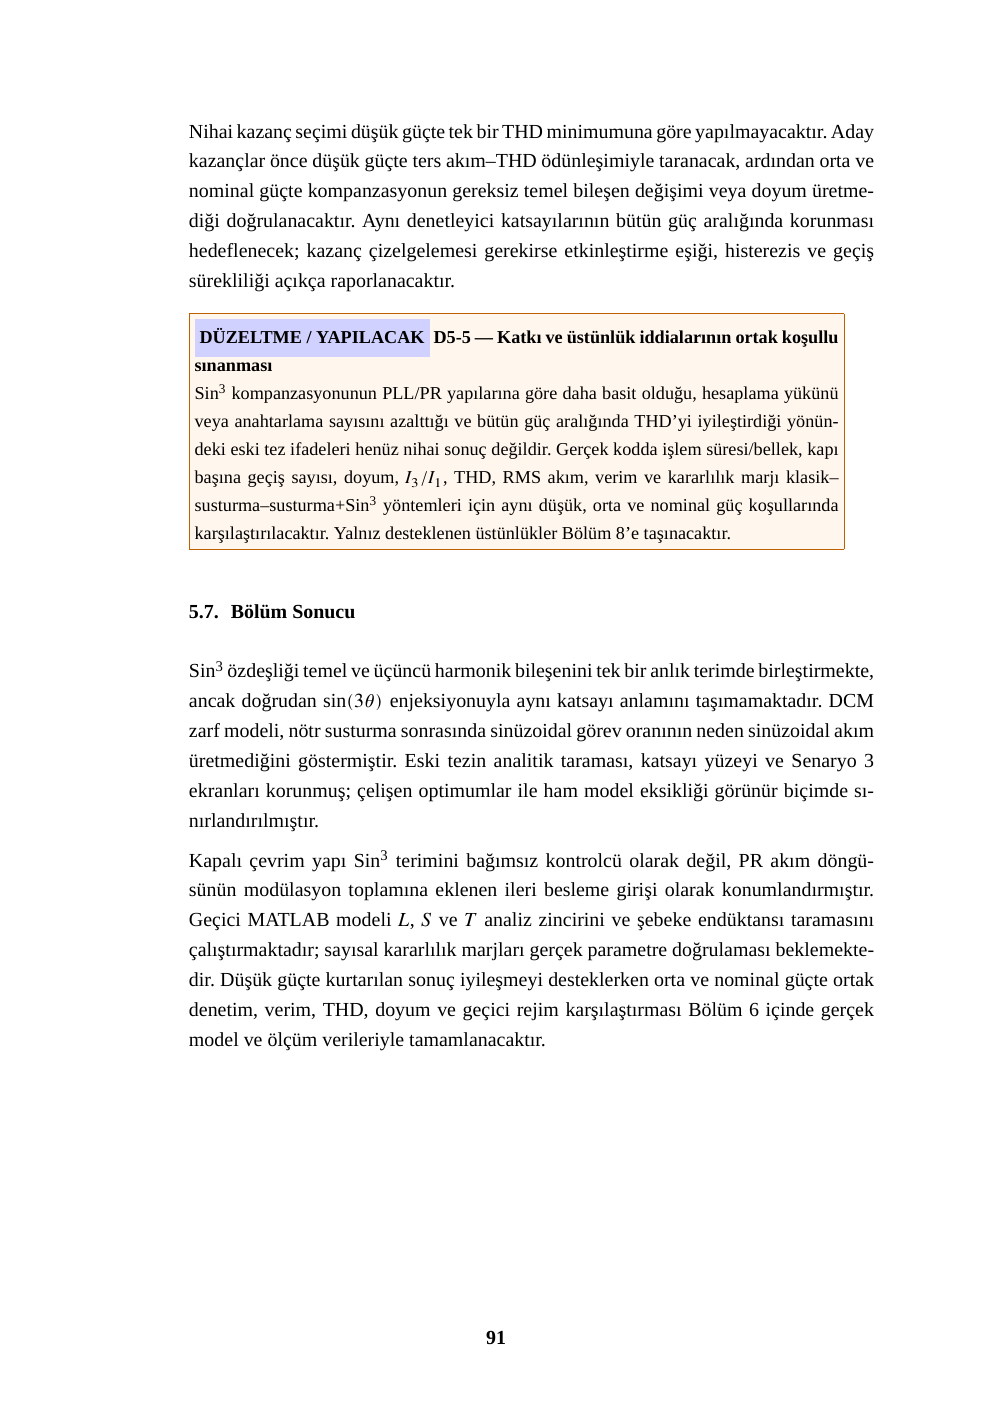 Nihai kazanç seçimi düşük güçte tek bir THD minimumuna göre yapılmayacaktır. Aday
kazançlar önce düşük güçte ters akım–THD ödünleşimiyle taranacak, ardından orta ve
nominal güçte kompanzasyonun gereksiz temel bileşen değişimi veya doyum üretme-
diği doğrulanacaktır. Aynı denetleyici katsayılarının bütün güç aralığında korunması
hedeflenecek; kazanç çizelgelemesi gerekirse etkinleştirme eşiği, histerezis ve geçiş
sürekliliği açıkça raporlanacaktır.
DÜZELTME / YAPILACAK D5-5 — Katkı ve üstünlük iddialarının ortak koşullu
sınanması
Sin³ kompanzasyonunun PLL/PR yapılarına göre daha basit olduğu, hesaplama yükünü
veya anahtarlama sayısını azalttığı ve bütün güç aralığında THD’yi iyileştirdiği yönün-
deki eski tez ifadeleri henüz nihai sonuç değildir. Gerçek kodda işlem süresi/bellek, kapı
başına geçiş sayısı, doyum, I₃/I₁, THD, RMS akım, verim ve kararlılık marjı klasik–
susturma–susturma+Sin³ yöntemleri için aynı düşük, orta ve nominal güç koşullarında
karşılaştırılacaktır. Yalnız desteklenen üstünlükler Bölüm 8’e taşınacaktır.
5.7. Bölüm Sonucu
Sin³ özdeşliği temel ve üçüncü harmonik bileşenini tek bir anlık terimde birleştirmekte,
ancak doğrudan sin(3θ) enjeksiyonuyla aynı katsayı anlamını taşımamaktadır. DCM
zarf modeli, nötr susturma sonrasında sinüzoidal görev oranının neden sinüzoidal akım
üretmediğini göstermiştir. Eski tezin analitik taraması, katsayı yüzeyi ve Senaryo 3
ekranları korunmuş; çelişen optimumlar ile ham model eksikliği görünür biçimde sı-
nırlandırılmıştır.
Kapalı çevrim yapı Sin³ terimini bağımsız kontrolcü olarak değil, PR akım döngü-
sünün modülasyon toplamına eklenen ileri besleme girişi olarak konumlandırmıştır.
Geçici MATLAB modeli L, S ve T analiz zincirini ve şebeke endüktansı taramasını
çalıştırmaktadır; sayısal kararlılık marjları gerçek parametre doğrulaması beklemekte-
dir. Düşük güçte kurtarılan sonuç iyileşmeyi desteklerken orta ve nominal güçte ortak
denetim, verim, THD, doyum ve geçici rejim karşılaştırması Bölüm 6 içinde gerçek
model ve ölçüm verileriyle tamamlanacaktır.
91